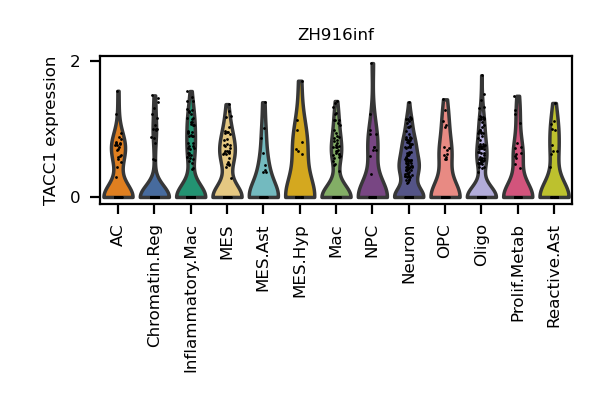 ZH916inf
TACC1 expression
2
0
AC
Chromatin.Reg
Inflammatory.Mac
MES
MES.Ast
MES.Hyp
Mac
NPC
Neuron
OPC
Oligo
Prolif.Metab
Reactive.Ast